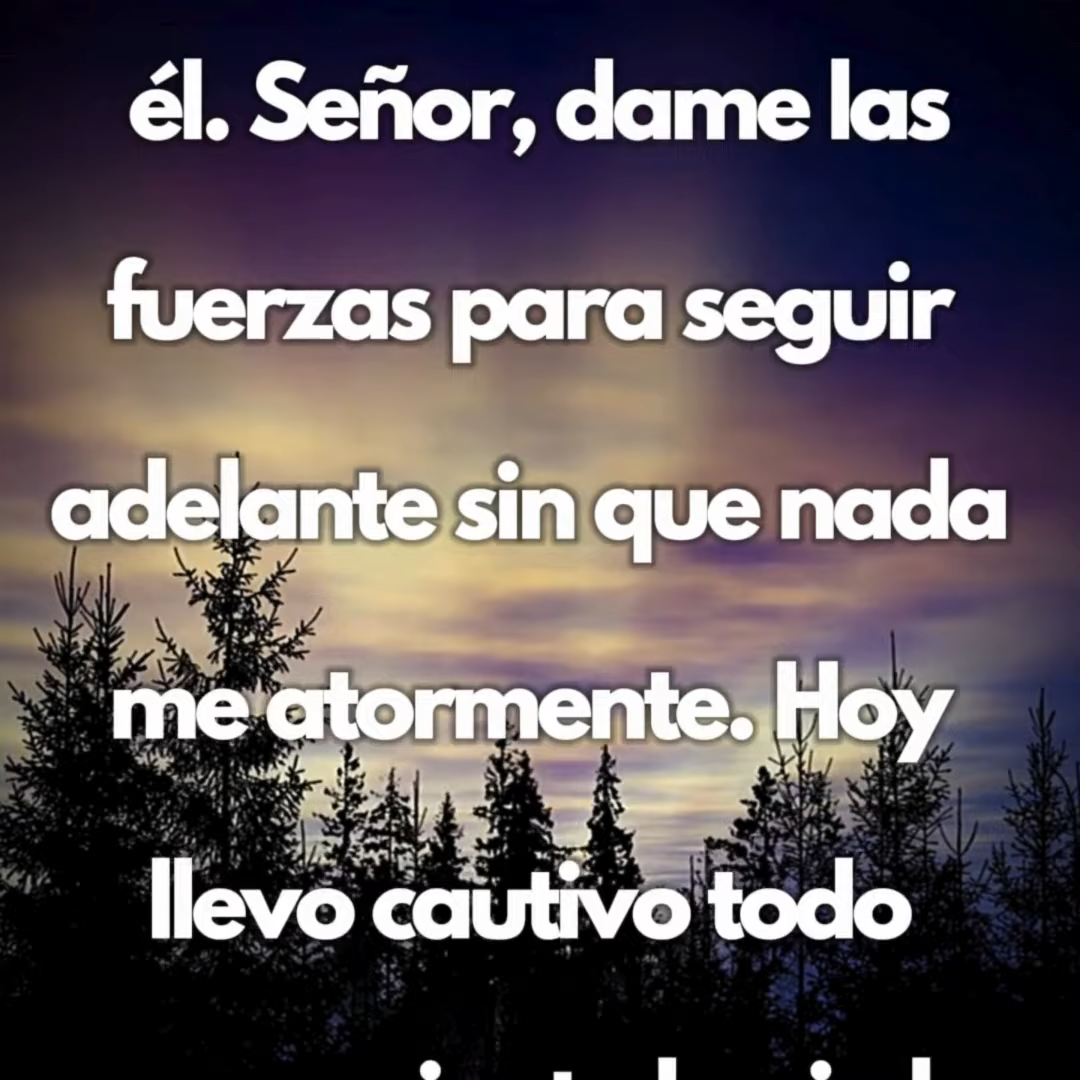 él. Señor, dame las
fuerzas para seguir
adelante sin que nada
me atormente. Hoy
llevo cautivo todo